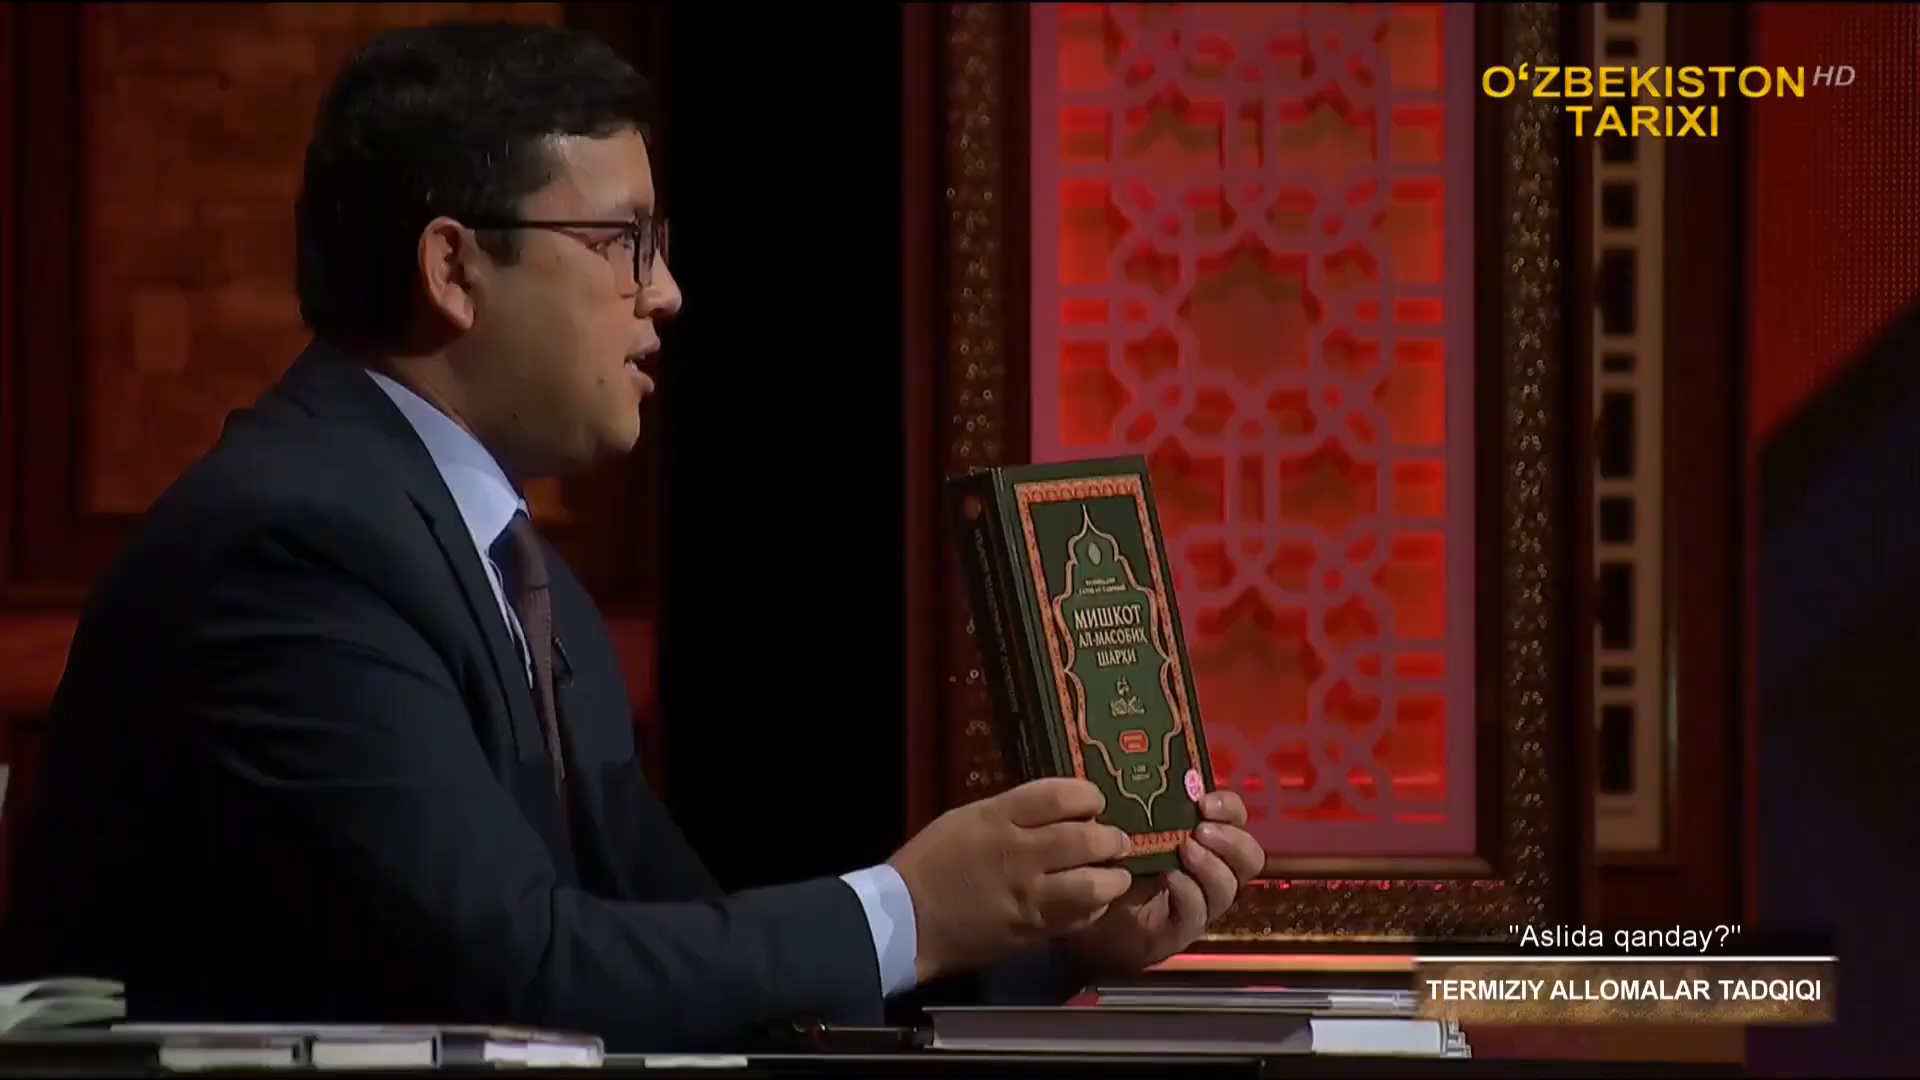 O‘ZBEKISTON HD
TARIXI
МИШКОТ
АЛ-МАСОБИҲ
ШАРҲИ
"Aslida qanday?"
TERMIZIY ALLOMALAR TADQIQI